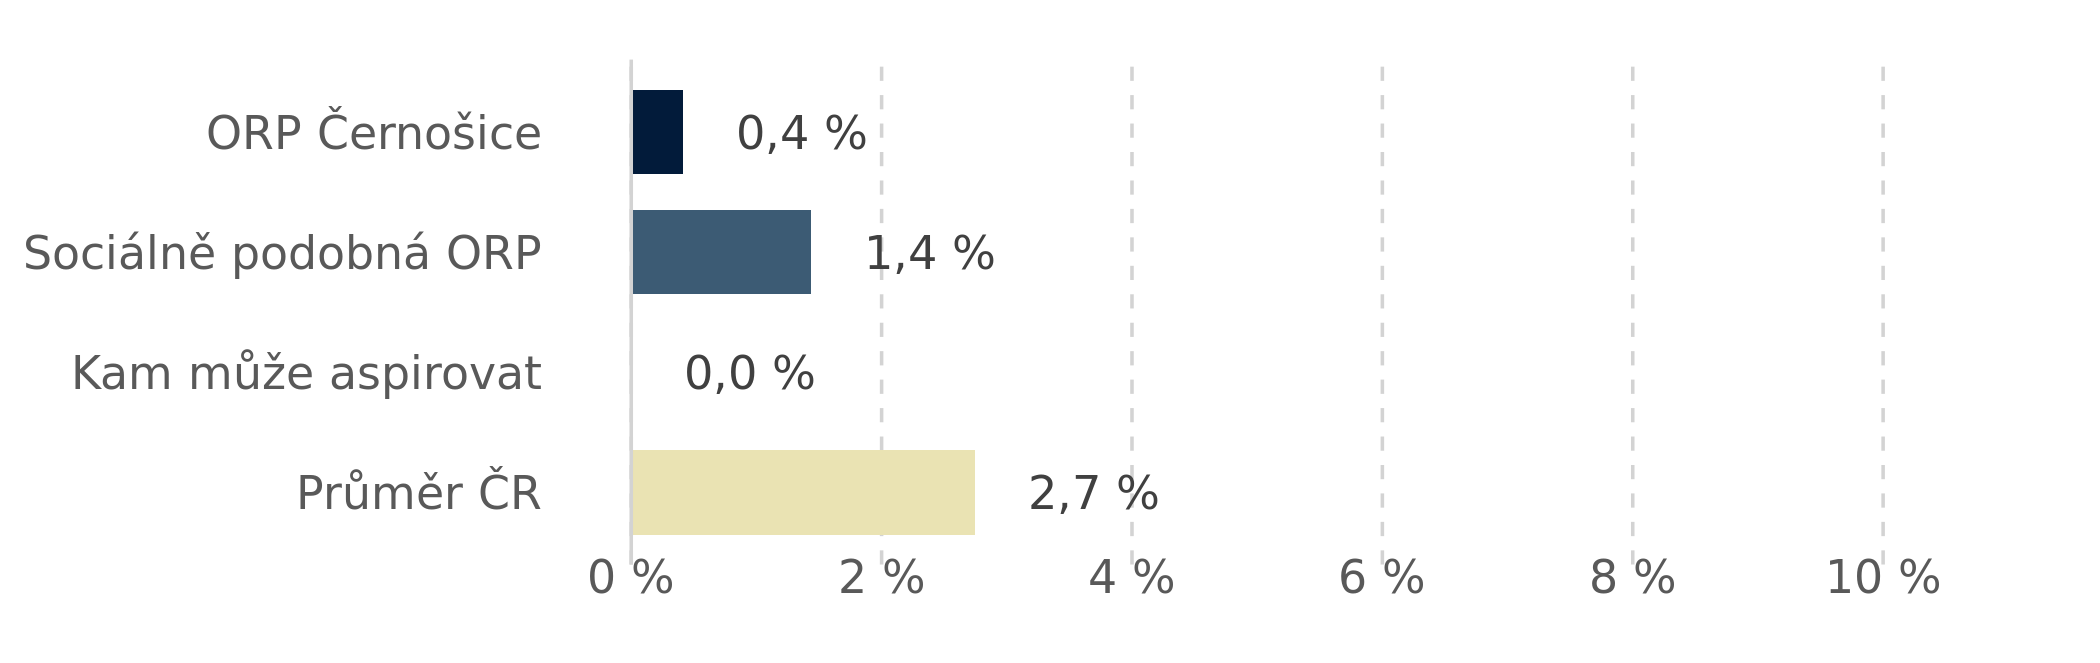 ORP Černošice 0,4 %
Sociálně podobná ORP 1,4 %
Kam může aspirovat 0,0 %
Průměr ČR 2,7 %
0 % 2 % 4 % 6 % 8 % 10 %